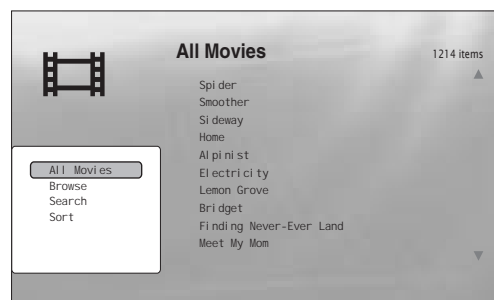 All Movies
1214 items
Spider
Smoother
Sideway
Home
Alpinist
Electricity
Lemon Grove
Bridget
Finding Never-Ever Land
Meet My Mom
All Movies
Browse
Search
Sort